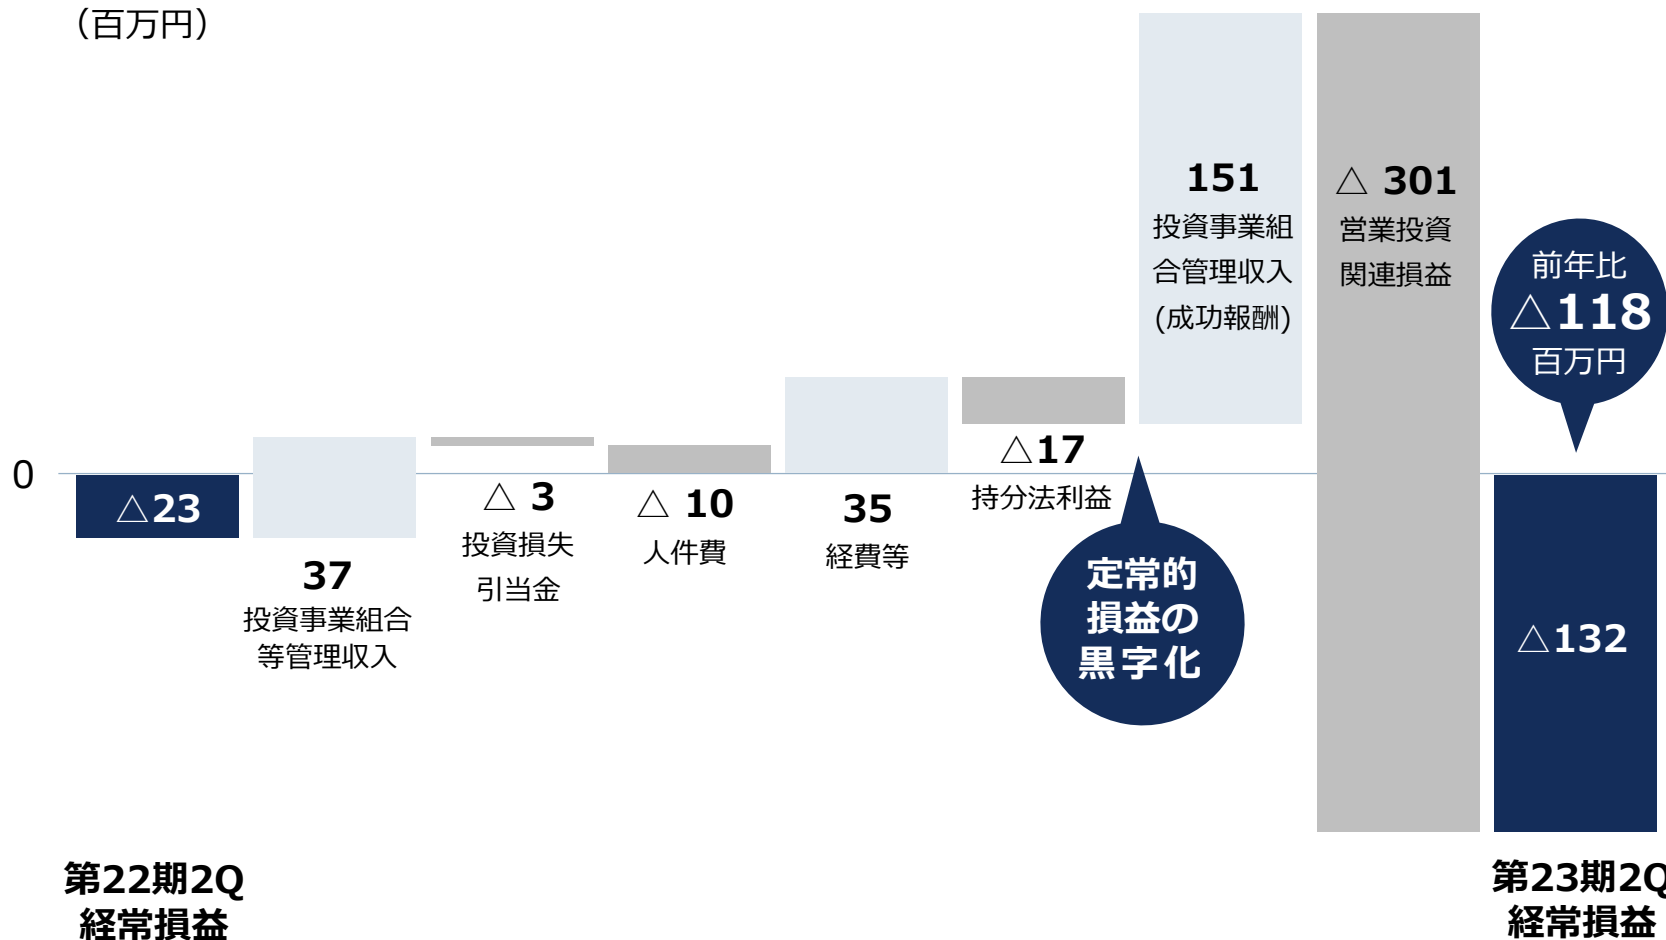 （百万円）
0
△23
37
投資事業組合
等管理収入
△ 3
投資損失
引当金
△ 10
人件費
35
経費等
△17
持分法利益
定常的
損益の
黒字化
151
投資事業組
合管理収入
(成功報酬)
△ 301
営業投資
関連損益
前年比
△118
百万円
△132
第22期2Q
経常損益
第23期2Q
経常損益